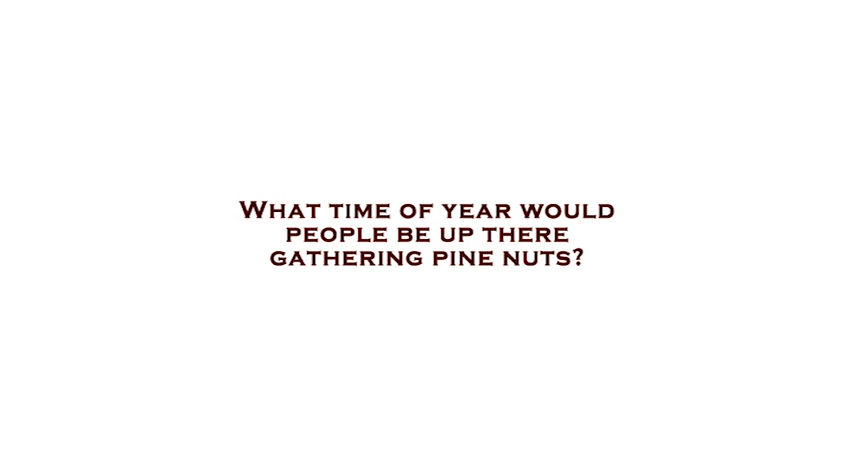 What time of year would
people be up there
gathering pine nuts?